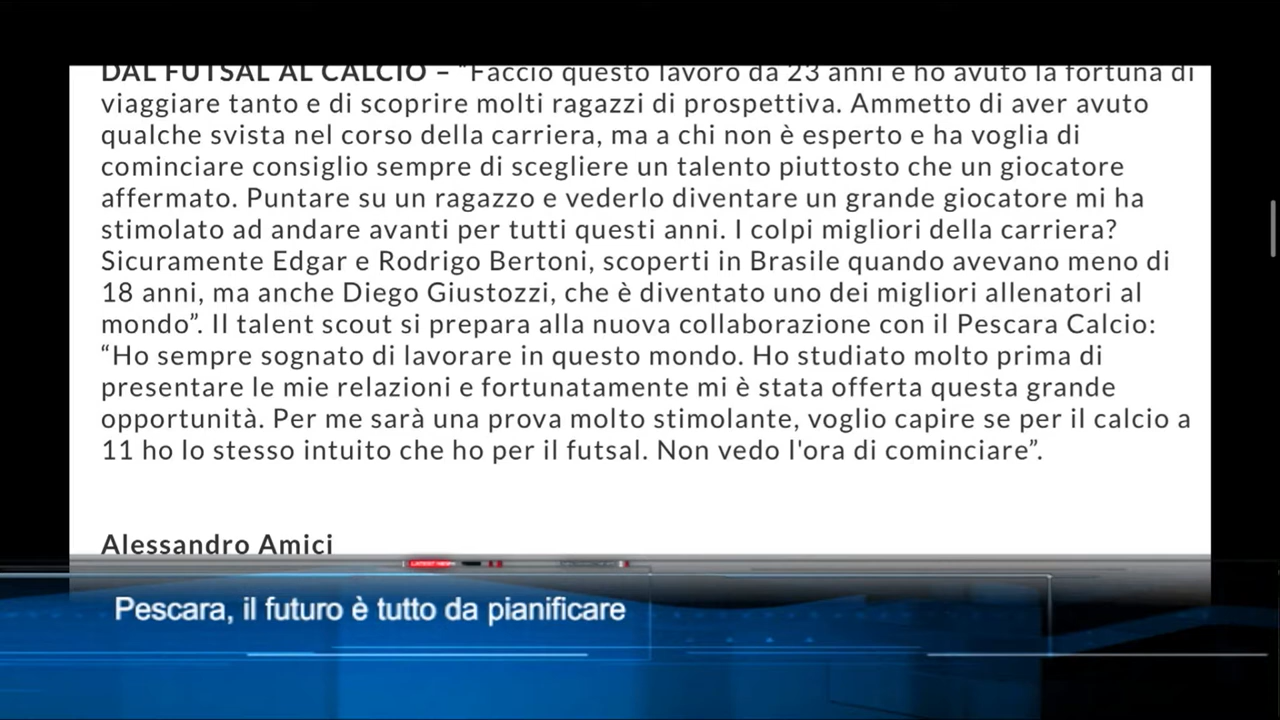 DAL FUTSAL AL CALCIO – “Faccio questo lavoro da 23 anni e ho avuto la fortuna di
viaggiare tanto e di scoprire molti ragazzi di prospettiva. Ammetto di aver avuto
qualche svista nel corso della carriera, ma a chi non è esperto e ha voglia di
cominciare consiglio sempre di scegliere un talento piuttosto che un giocatore
affermato. Puntare su un ragazzo e vederlo diventare un grande giocatore mi ha
stimolato ad andare avanti per tutti questi anni. I colpi migliori della carriera?
Sicuramente Edgar e Rodrigo Bertoni, scoperti in Brasile quando avevano meno di
18 anni, ma anche Diego Giustozzi, che è diventato uno dei migliori allenatori al
mondo”. Il talent scout si prepara alla nuova collaborazione con il Pescara Calcio:
“Ho sempre sognato di lavorare in questo mondo. Ho studiato molto prima di
presentare le mie relazioni e fortunatamente mi è stata offerta questa grande
opportunità. Per me sarà una prova molto stimolante, voglio capire se per il calcio a
11 ho lo stesso intuito che ho per il futsal. Non vedo l'ora di cominciare”.
Alessandro Amici
LATEST NEWS
Pescara, il futuro è tutto da pianificare